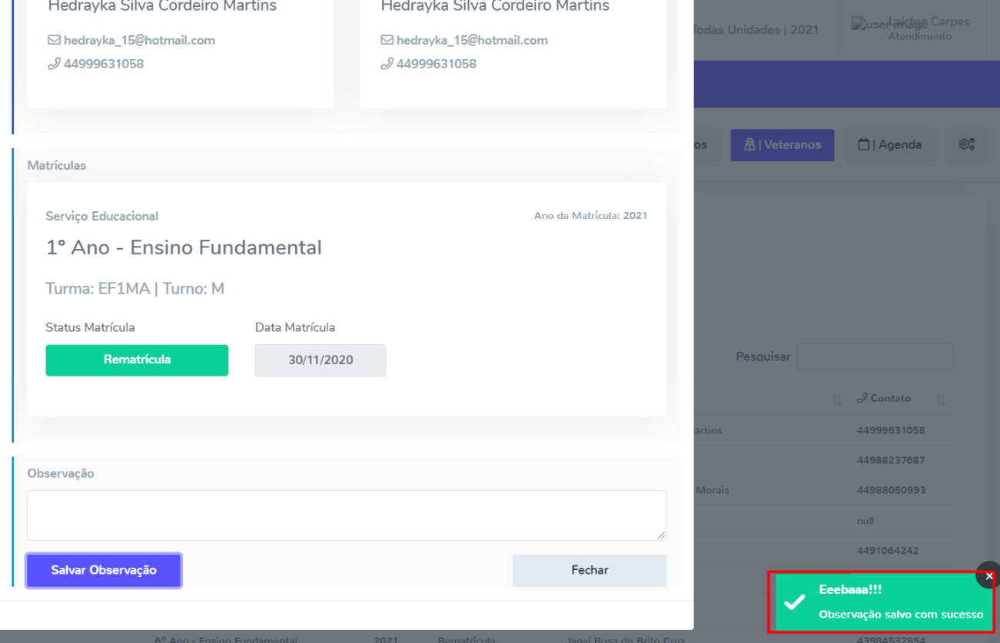 Hedrayka Silva Cordeiro Martins
hedrayka_15@hotmail.com
44999631058
Hedrayka Silva Cordeiro Martins
hedrayka_15@hotmail.com
44999631058
Todas Unidades | 2021
user-image
Lairton Carpes
Atendimento
os
| Veteranos
| Agenda
Matrículas
Serviço Educacional
Ano da Matrícula: 2021
1º Ano - Ensino Fundamental
Turma: EF1MA | Turno: M
Status Matrícula
Data Matrícula
Rematrícula
30/11/2020
Pesquisar
Contato
artins
44999631058
44988237687
Morais
44988050993
null
4491064242
Observação
Salvar Observação
Fechar
Eeebaaa!!!
Observação salvo com sucesso
6º Ano - Ensino Fundamental
2021
Rematrícula
Janai Rosa de Brito Cruz
43984532854